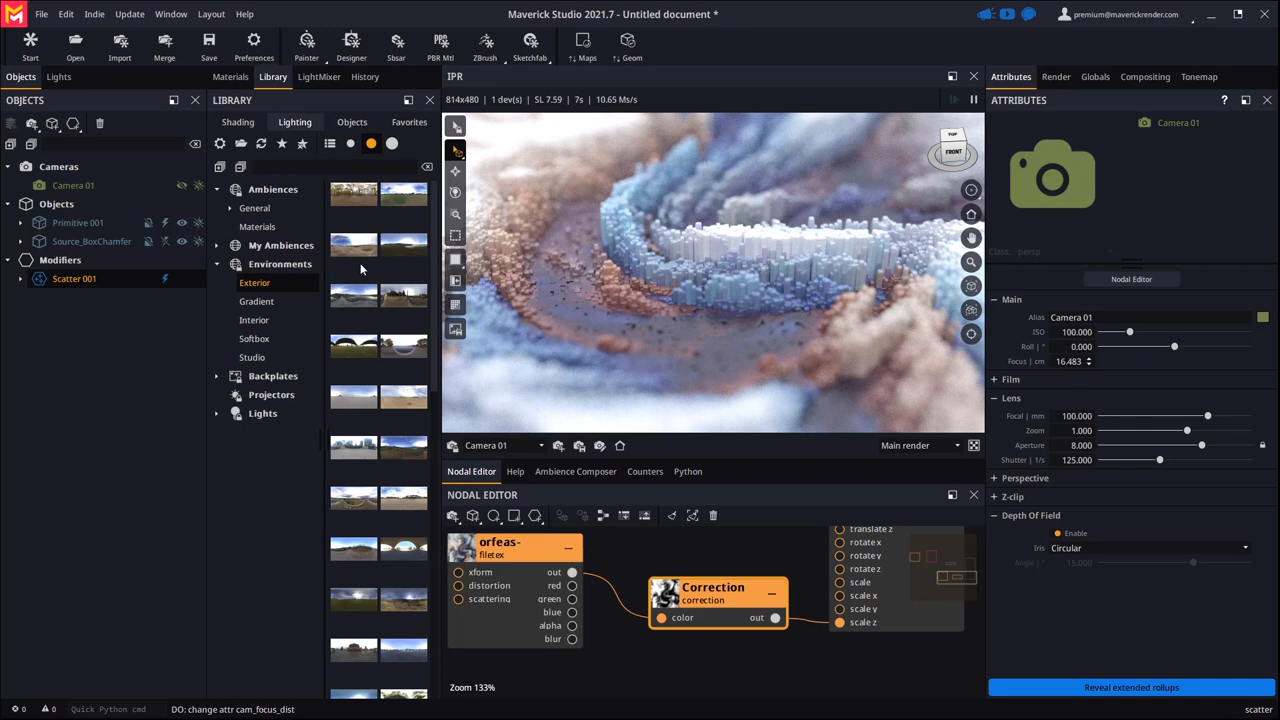 File Edit Insert Update Window Layout Help
Maverick Studio 2021.7 - Untitled document *
premium@maverickrender.com
Start Open Import Merge Save Preferences Painter Designer Sbsar PBR Mtl ZBrush Sketchfab ↑↓ Maps ↑↓ Geom
Objects Lights
OBJECTS
Cameras
Camera 01
Objects
Primitive 001
Source_BoxChamfer
Modifiers
Scatter 001
Materials Library LightMixer History
LIBRARY
Shading Lighting Objects Favorites
Ambiences
General
Materials
My Ambiences
Environments
Exterior
Gradient
Interior
Softbox
Studio
Backplates
Projectors
Lights
IPR
814x480 | 1 dev(s) | SL 7.59 | 7s | 10.65 Ms/s
TOP
FRONT
Camera 01
Main render
Nodal Editor Help Ambience Composer Counters Python
NODAL EDITOR
orfeas-
filetex
xform out
distortion red
scattering green
blue
alpha
blur
Correction
correction
color out
translate z
rotate x
rotate y
rotate z
scale
scale x
scale y
scale z
Zoom 133%
Attributes Render Globals Compositing Tonemap
ATTRIBUTES ?
Camera 01
Class: persp
Nodal Editor
Main
Alias Camera 01
ISO 100.000
Roll | ° 0.000
Focus | cm 16.483
Film
Lens
Focal | mm 100.000
Zoom 1.000
Aperture 8.000
Shutter | 1/s 125.000
Perspective
Z-clip
Depth Of Field
Enable
Iris Circular
Angle | ° 15.000
Reveal extended rollups
0 0 Quick Python cmd DO: change attr cam_focus_dist
scatter